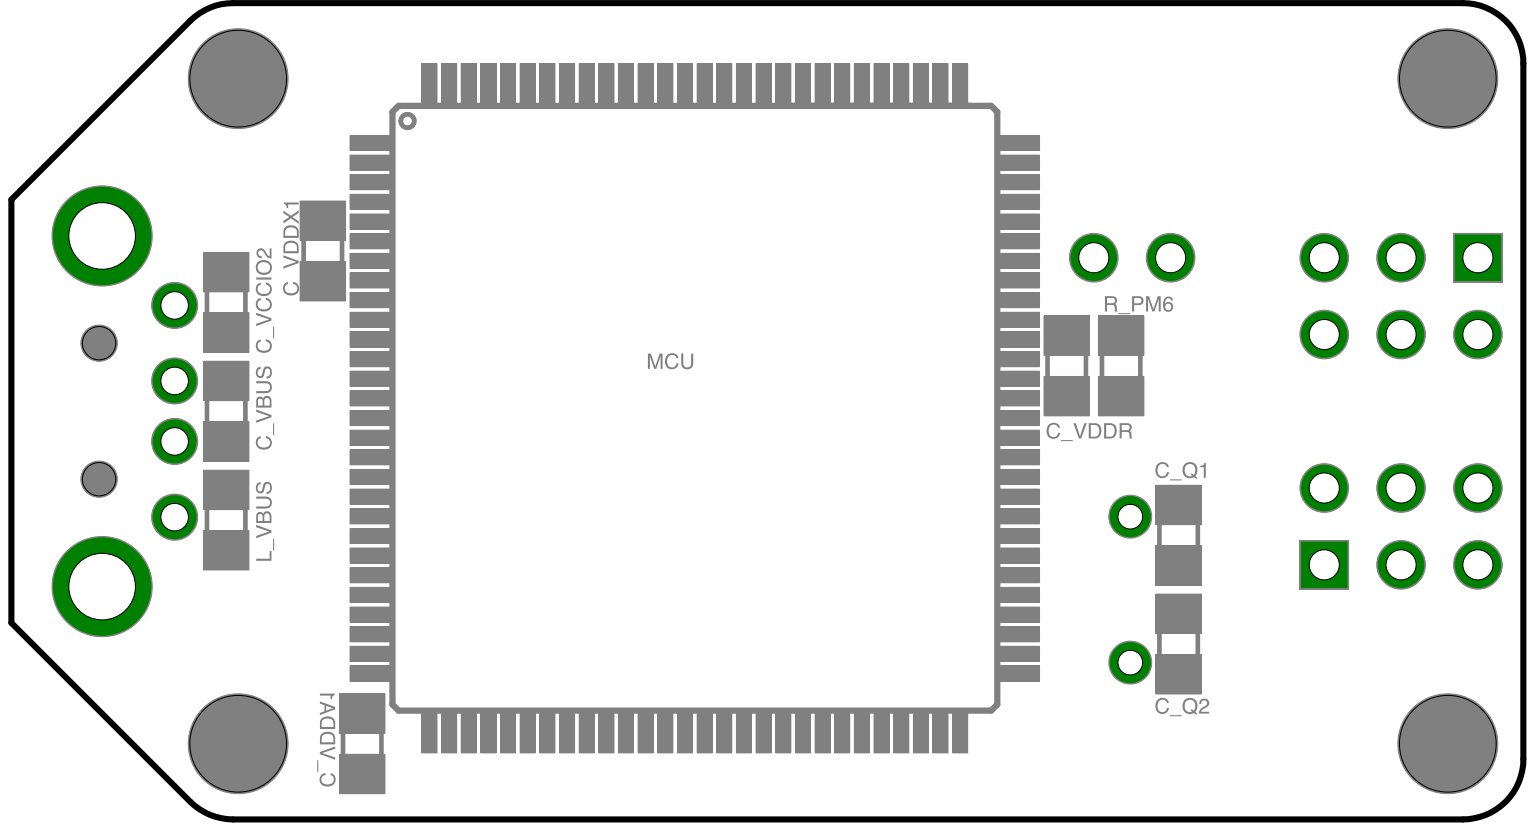 C_VDDX1
C_VCCIO2
R_PM6
MCU
C_VBUS
C_VDDR
C_Q1
L_VBUS
C_VDDA1
C_Q2